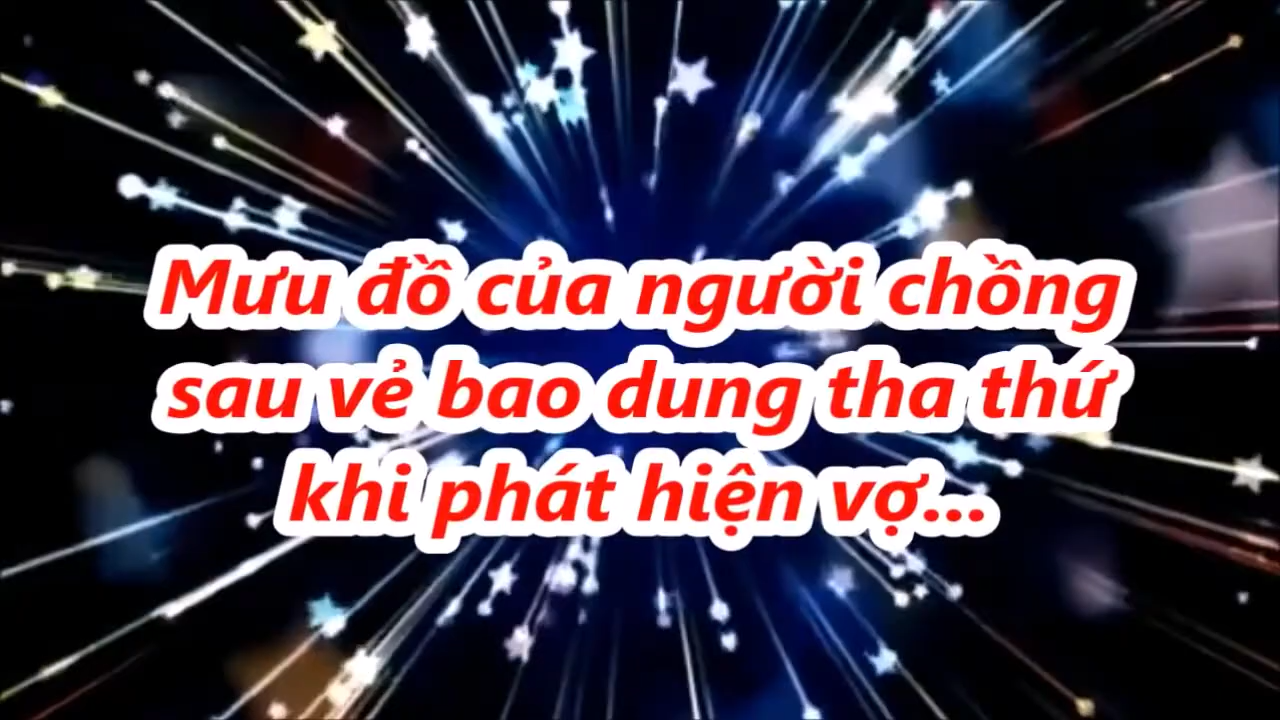 Mưu đồ của người chồng
sau vẻ bao dung tha thứ
khi phát hiện vợ...